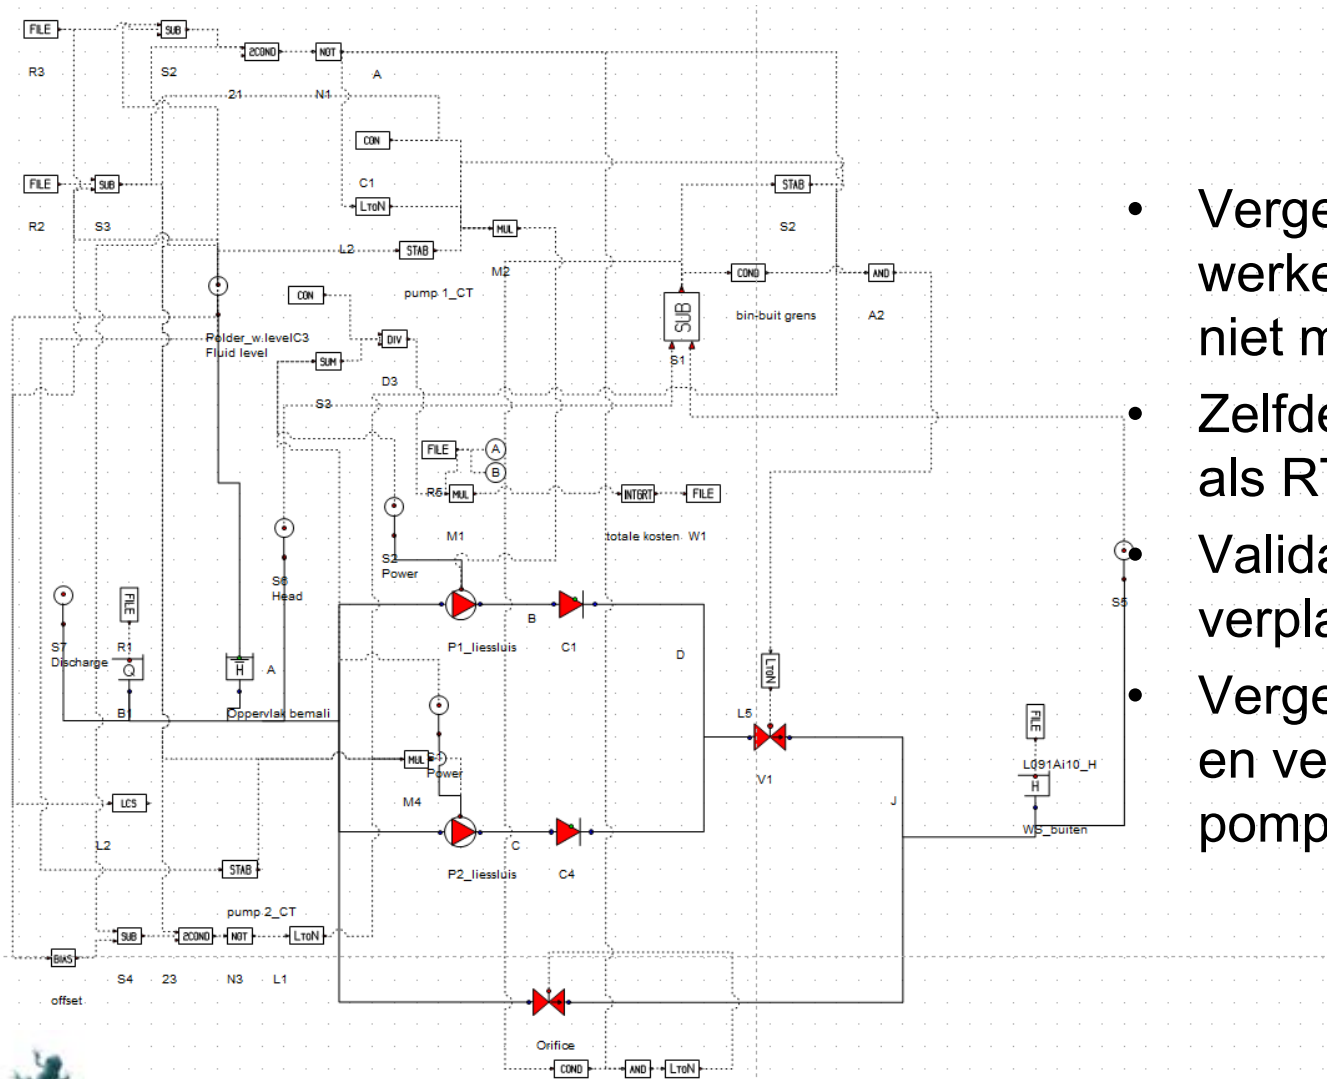 FILE
SUB
R3
S2
2COND
NOT
A
21
N1
CON
C1
FILE
SUB
R2
S3
LTON
L2
MUL
M2
STAB
pump 1_CT
STAB
S2
COND
bin-buit grens
AND
A2
SUB
S1
CON
DIV
D3
SUM
S3
Polder_w.levelC3
Fluid level
FILE
A
B
R5
MUL
M1
INTGRT
totale kosten
FILE
W1
S2
Power
S6
Head
S7
Discharge
FILE
R1
Q
B1
H
A
Oppervlak bemali
P1_liessluis
B
C1
D
S5
LTON
L5
V1
J
FILE
L091Ai10_H
H
WS_buiten
MUL
M4
Power
P2_liessluis
C
C4
LCS
L2
STAB
pump 2_CT
SUB
S4
2COND
23
NOT
N3
LTON
L1
BIAS
offset
Orifice
COND
AND
LTON
• Verge
werke
niet m
• Zelfde
als RT
• Valida
verpla
• Verge
en ve
pomp